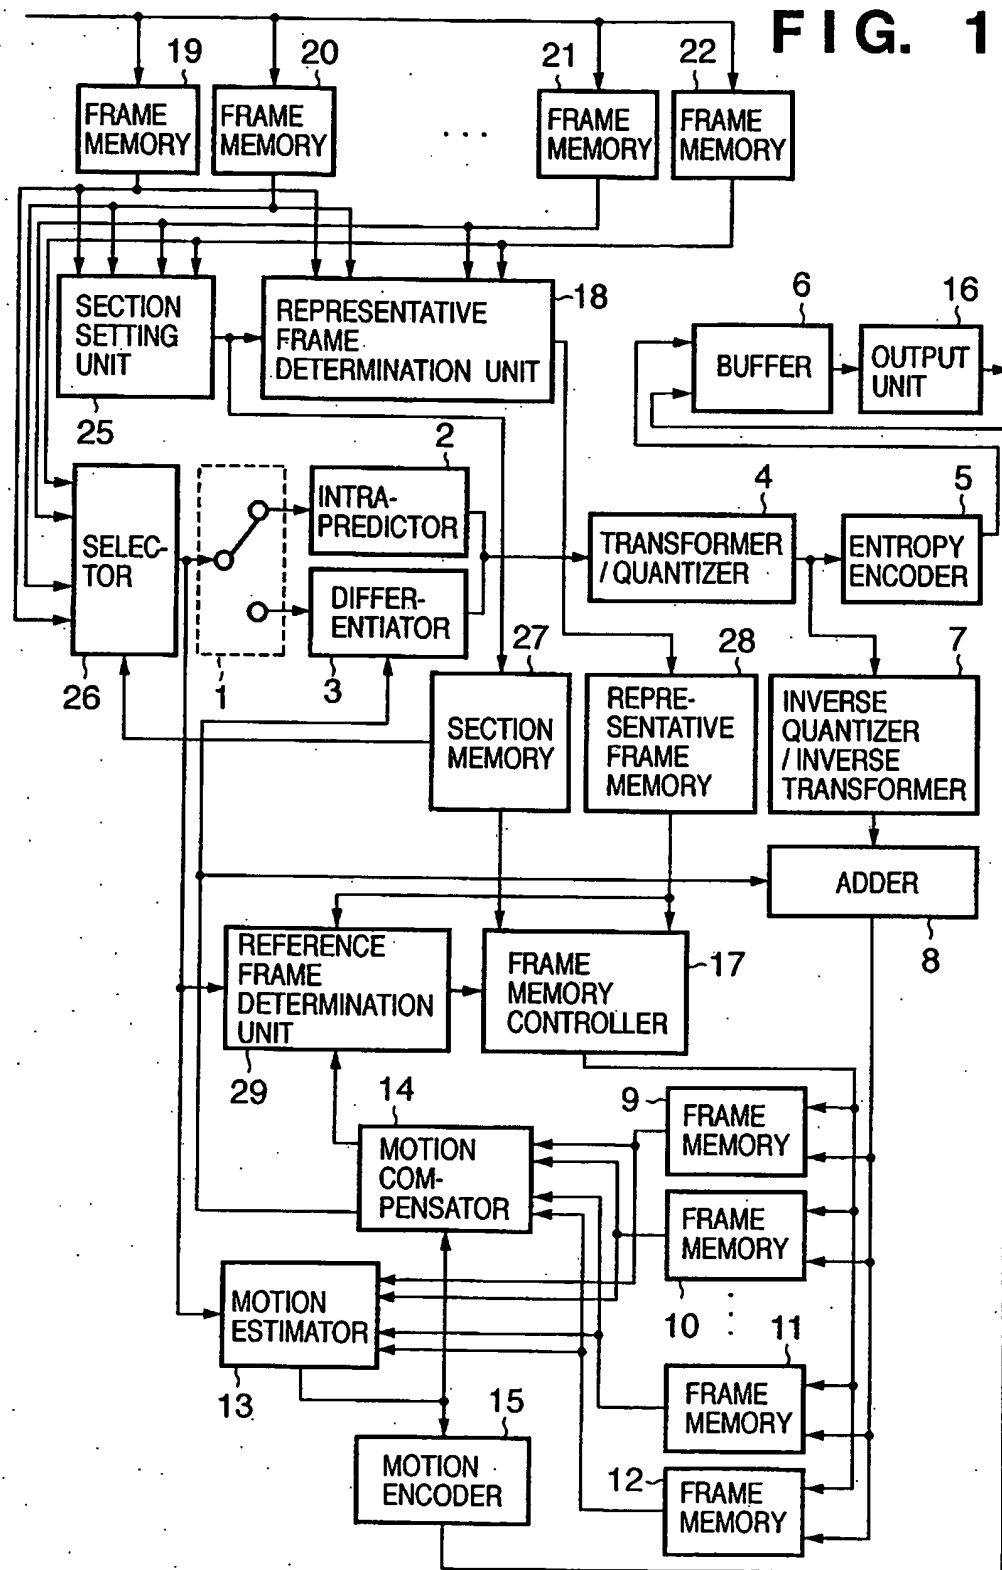 FIG. 1
19
20
21
22
FRAME
MEMORY
FRAME
MEMORY
. . .
FRAME
MEMORY
FRAME
MEMORY
SECTION
SETTING
UNIT
25
REPRESENTATIVE
FRAME
DETERMINATION UNIT
18
6
BUFFER
16
OUTPUT
UNIT
SELEC-
TOR
26
1
2
INTRA-
PREDICTOR
DIFFER-
ENTIATOR
3
4
TRANSFORMER
/ QUANTIZER
5
ENTROPY
ENCODER
27
SECTION
MEMORY
28
REPRE-
SENTATIVE
FRAME
MEMORY
7
INVERSE
QUANTIZER
/ INVERSE
TRANSFORMER
ADDER
8
REFERENCE
FRAME
DETERMINATION
UNIT
29
FRAME
MEMORY
CONTROLLER
17
14
MOTION
COM-
PENSATOR
9
FRAME
MEMORY
FRAME
MEMORY
10
MOTION
ESTIMATOR
13
11
FRAME
MEMORY
15
MOTION
ENCODER
12
FRAME
MEMORY